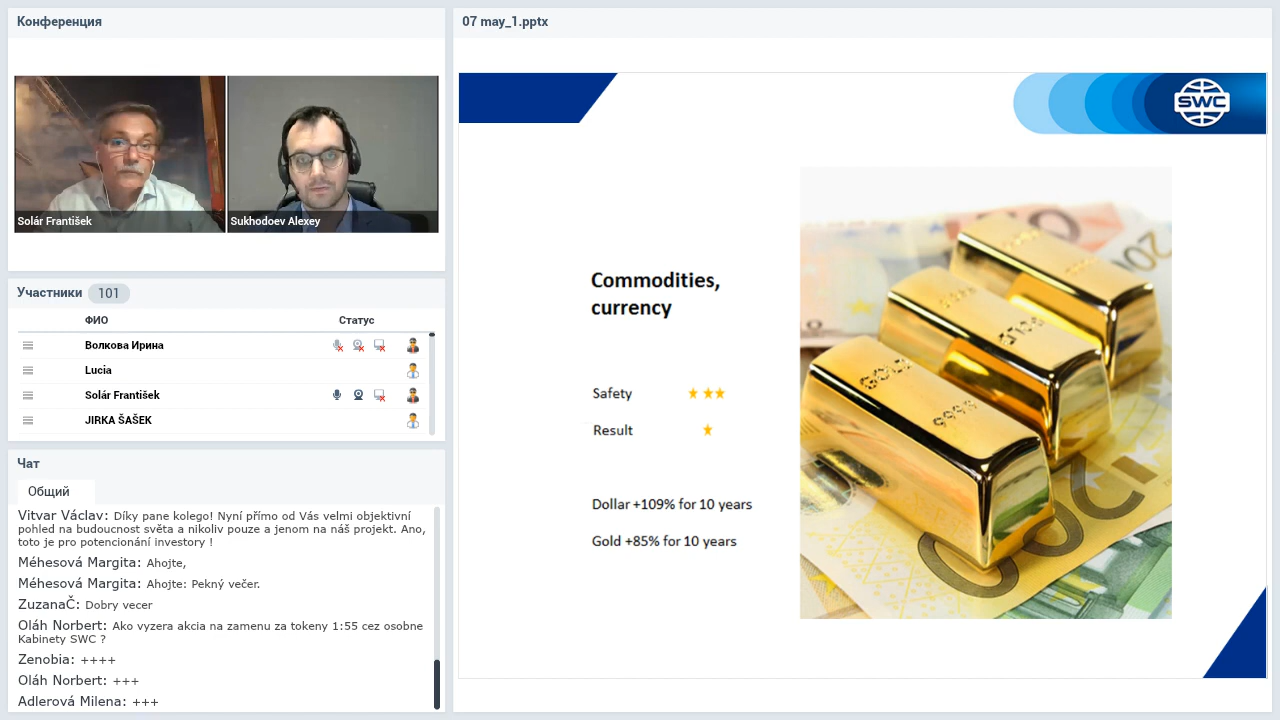 Конференция
Solár František
Sukhodoev Alexey
Участники 101
ФИО Статус
Волкова Ирина
Lucia
Solár František
JIRKA ŠAŠEK
Чат
Общий
Vitvar Václav: Díky pane kolego! Nyní přímo od Vás velmi objektivní
pohled na budoucnost světa a nikoliv pouze a jenom na náš projekt. Ano,
toto je pro potencionání investory !
Méhesová Margita: Ahojte,
Méhesová Margita: Ahojte: Pekný večer.
ZuzanaČ: Dobry vecer
Oláh Norbert: Ako vyzera akcia na zamenu za tokeny 1:55 cez osobne
Kabinety SWC ?
Zenobia: ++++
Oláh Norbert: +++
Adlerová Milena: +++
07 may_1.pptx
SWC
Commodities,
currency
Safety
Result
Dollar +109% for 10 years
Gold +85% for 10 years
GOLD